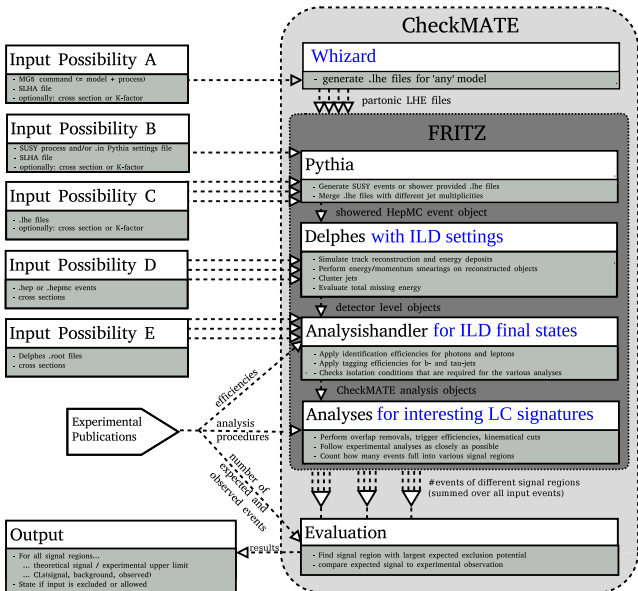 CheckMATE
Input Possibility A
- MG5 command (= model + process)
- SLHA file
- optionally: cross section or K-factor
Whizard
- generate .lhe files for 'any' model
partonic LHE files
Input Possibility B
- SUSY process and/or .in Pythia settings file
- SLHA file
- optionally: cross section or K-factor
FRITZ
Pythia
- Generate SUSY events or shower provided .lhe files
- Merge .lhe files with different jet multiplicities
Input Possibility C
- .lhe files
- optionally: cross section or K-factor
showered HepMC event object
Delphes with ILD settings
- Simulate track reconstruction and energy deposits
- Perform energy/momentum smearings on reconstructed objects
- Cluster jets
- Evaluate total missing energy
Input Possibility D
- .hep or .hepmc events
- cross sections
detector level objects
Input Possibility E
- Delphes .root files
- cross sections
Analysishandler for ILD final states
- Apply identification efficiencies for photons and leptons
- Apply tagging efficiencies for b- and tau-jets
- Checks isolation conditions that are required for the various analyses
CheckMATE analysis objects
efficiencies
Experimental
Publications
analysis
procedures
number of
expected and
observed events
Analyses for interesting LC signatures
- Perform overlap removals, trigger efficiencies, kinematical cuts
- Follow experimental analyses as closely as possible
- Count how many events fall into various signal regions
#events of different signal regions
(summed over all input events)
Evaluation
- Find signal region with largest expected exclusion potential
- compare expected signal to experimental observation
results
Output
- For all signal regions...
... theoretical signal / experimental upper limit
... CLs(signal, background, observed)
- State if input is excluded or allowed